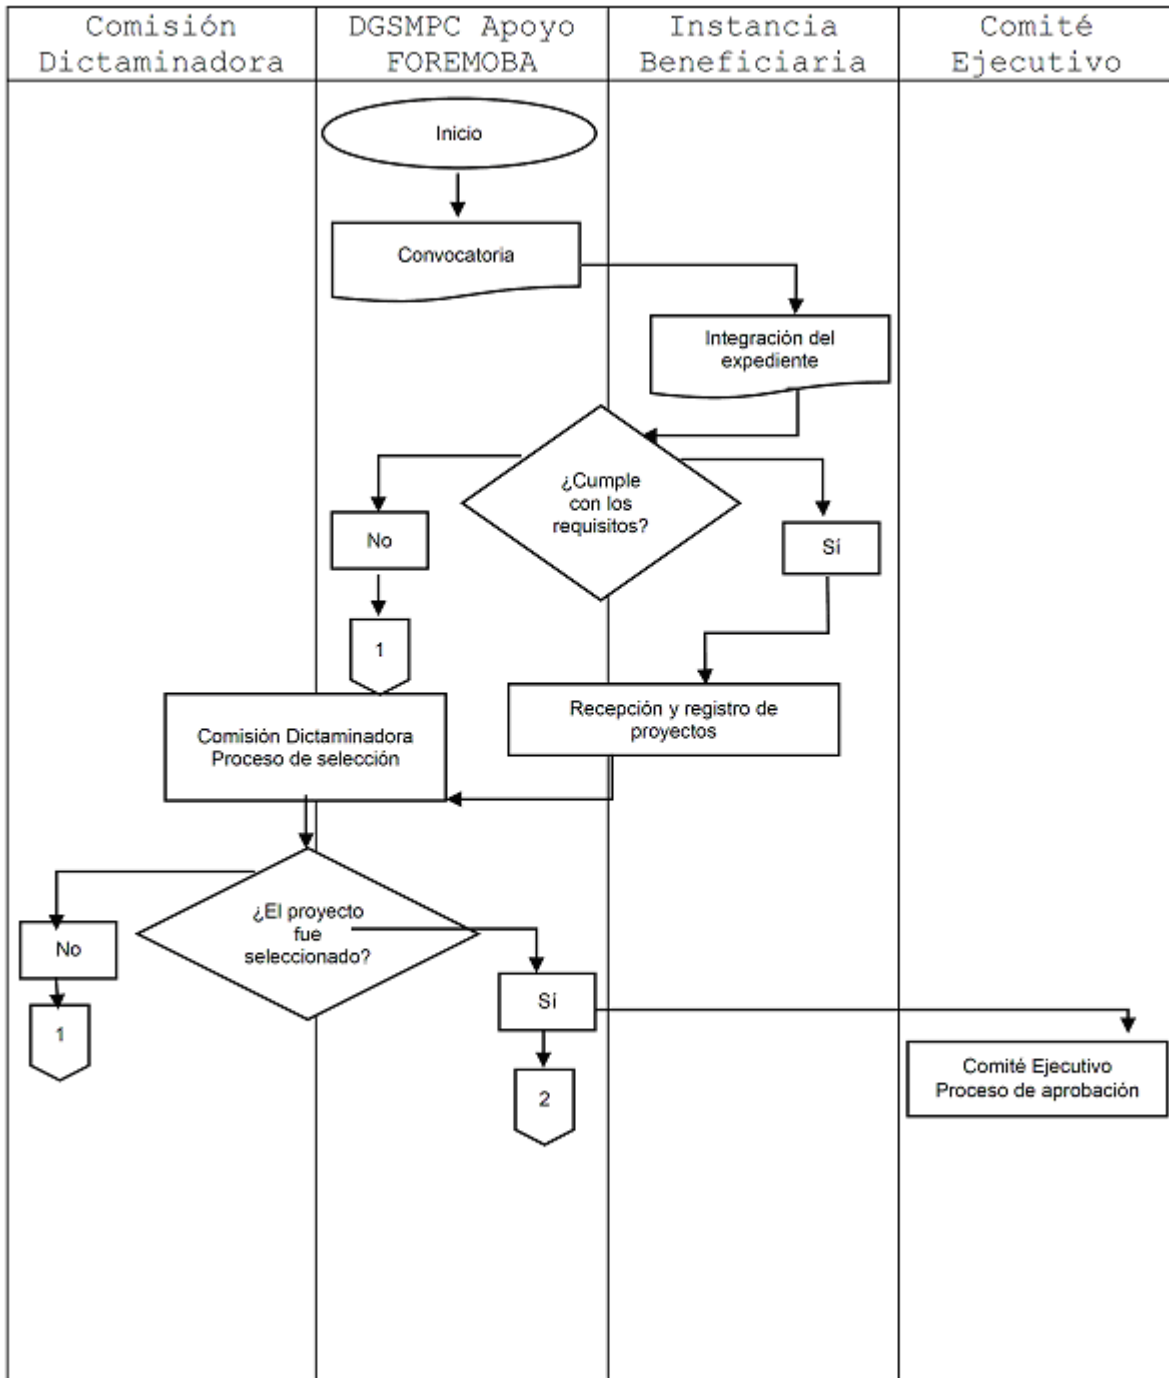 Comisión
Dictaminadora
DGSMPC Apoyo
FOREMOBA
Instancia
Beneficiaria
Comité
Ejecutivo
Inicio
Convocatoria
Integración del
expediente
¿Cumple
con los
requisitos?
No
Sí
1
Recepción y registro de
proyectos
Comisión Dictaminadora
Proceso de selección
¿El proyecto
fue
seleccionado?
No
Sí
1
2
Comité Ejecutivo
Proceso de aprobación